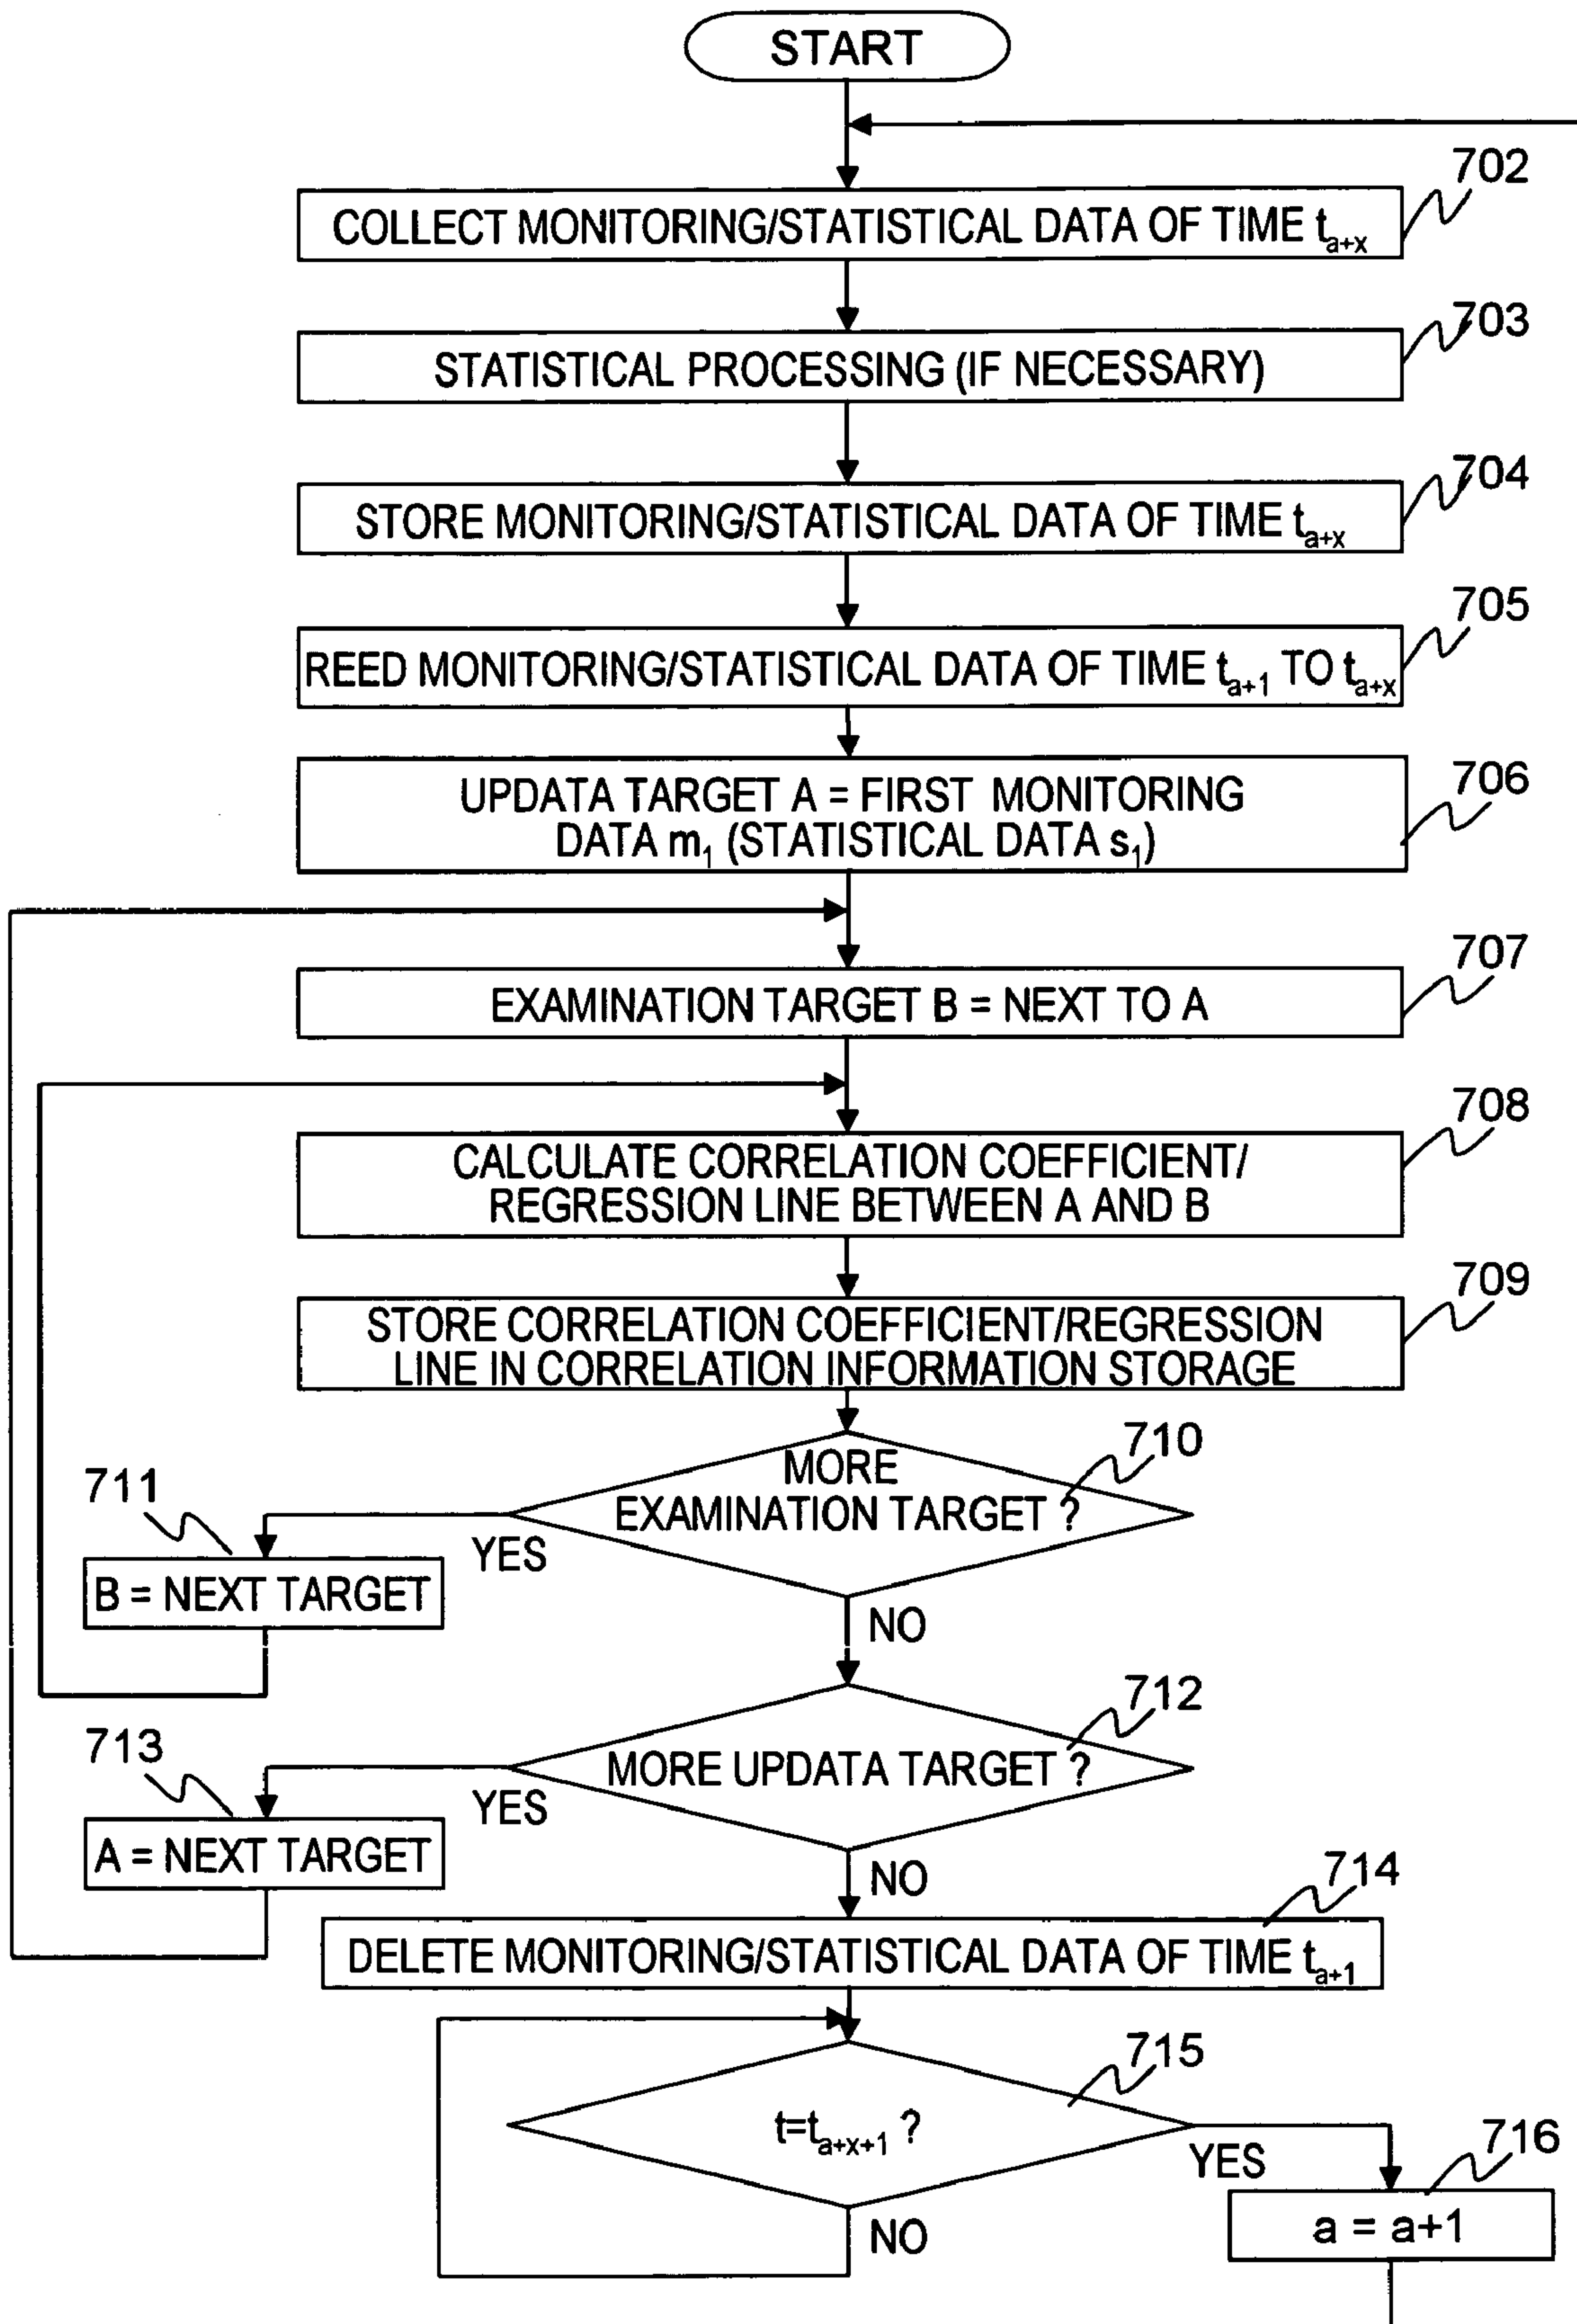 START
702
COLLECT MONITORING/STATISTICAL DATA OF TIME tₐ₊ₓ
703
STATISTICAL PROCESSING (IF NECESSARY)
704
STORE MONITORING/STATISTICAL DATA OF TIME tₐ₊ₓ
705
REED MONITORING/STATISTICAL DATA OF TIME tₐ₊₁ TO tₐ₊ₓ
706
UPDATA TARGET A = FIRST MONITORING
DATA m₁ (STATISTICAL DATA s₁)
707
EXAMINATION TARGET B = NEXT TO A
708
CALCULATE CORRELATION COEFFICIENT/
REGRESSION LINE BETWEEN A AND B
709
STORE CORRELATION COEFFICIENT/REGRESSION
LINE IN CORRELATION INFORMATION STORAGE
710
MORE
EXAMINATION TARGET ?
711
YES
B = NEXT TARGET
NO
712
MORE UPDATA TARGET ?
713
YES
A = NEXT TARGET
NO
714
DELETE MONITORING/STATISTICAL DATA OF TIME tₐ₊₁
715
t=tₐ₊ₓ₊₁ ?
YES
716
NO
a = a+1